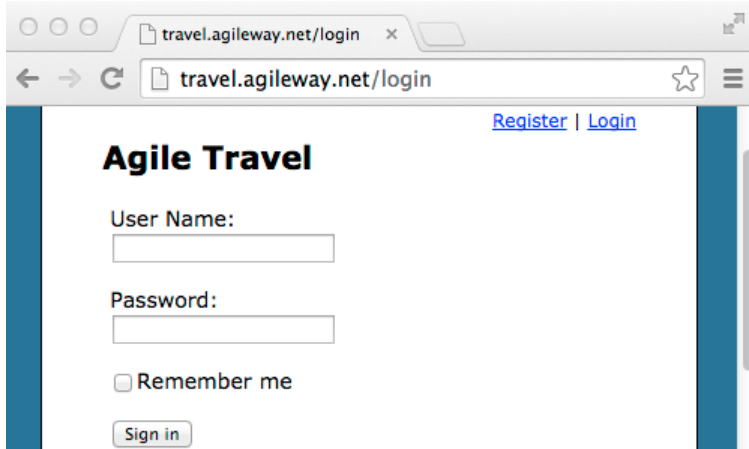 travel.agileway.net/login
travel.agileway.net/login
Register | Login
Agile Travel
User Name:
Password:
Remember me
Sign in